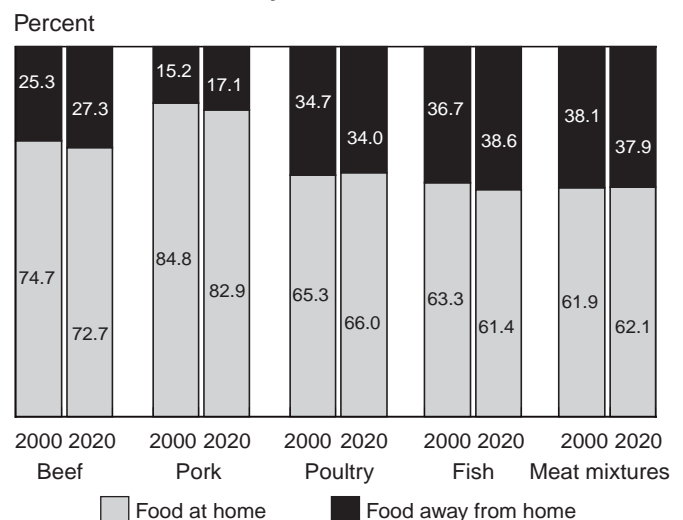 Percent
25.3 27.3 15.2 17.1 34.7 34.0 36.7 38.6 38.1 37.9
74.7 72.7 84.8 82.9 65.3 66.0 63.3 61.4 61.9 62.1
2000 2020 2000 2020 2000 2020 2000 2020 2000 2020
Beef Pork Poultry Fish Meat mixtures
Food at home Food away from home